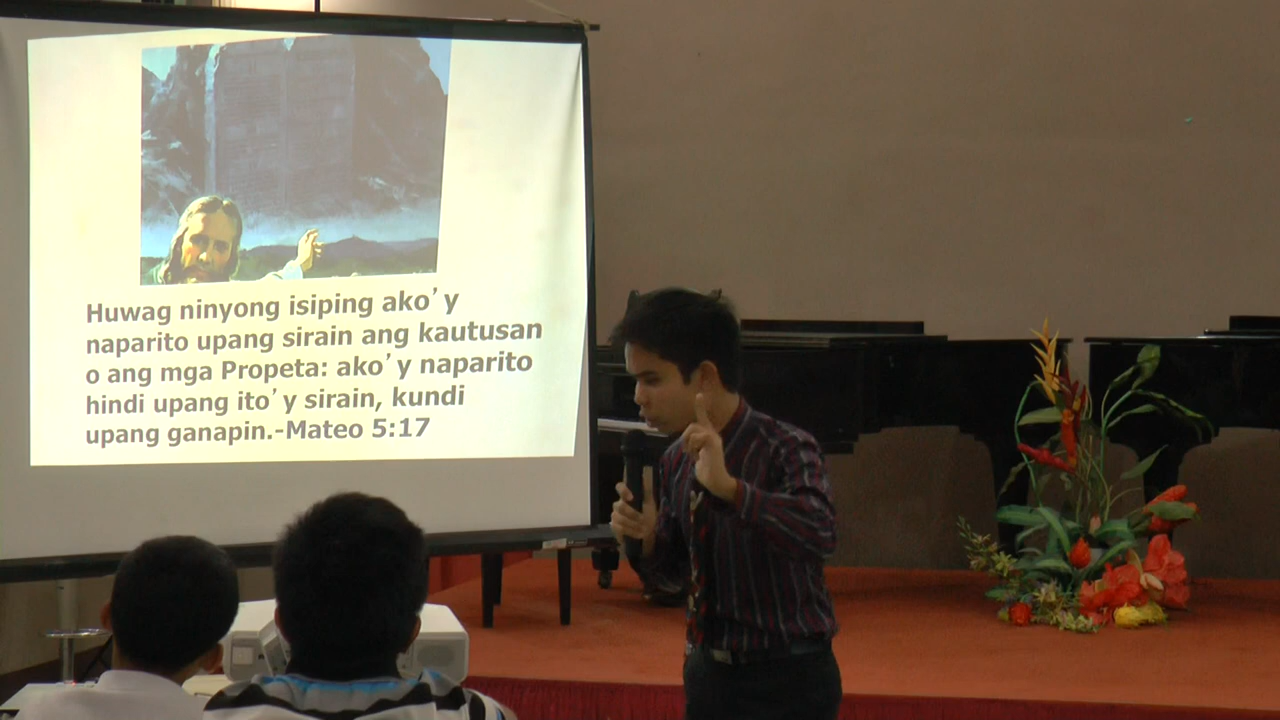 Huwag ninyong isiping ako’y
naparito upang sirain ang kautusan
o ang mga Propeta: ako’y naparito
hindi upang ito’y sirain, kundi
upang ganapin.-Mateo 5:17